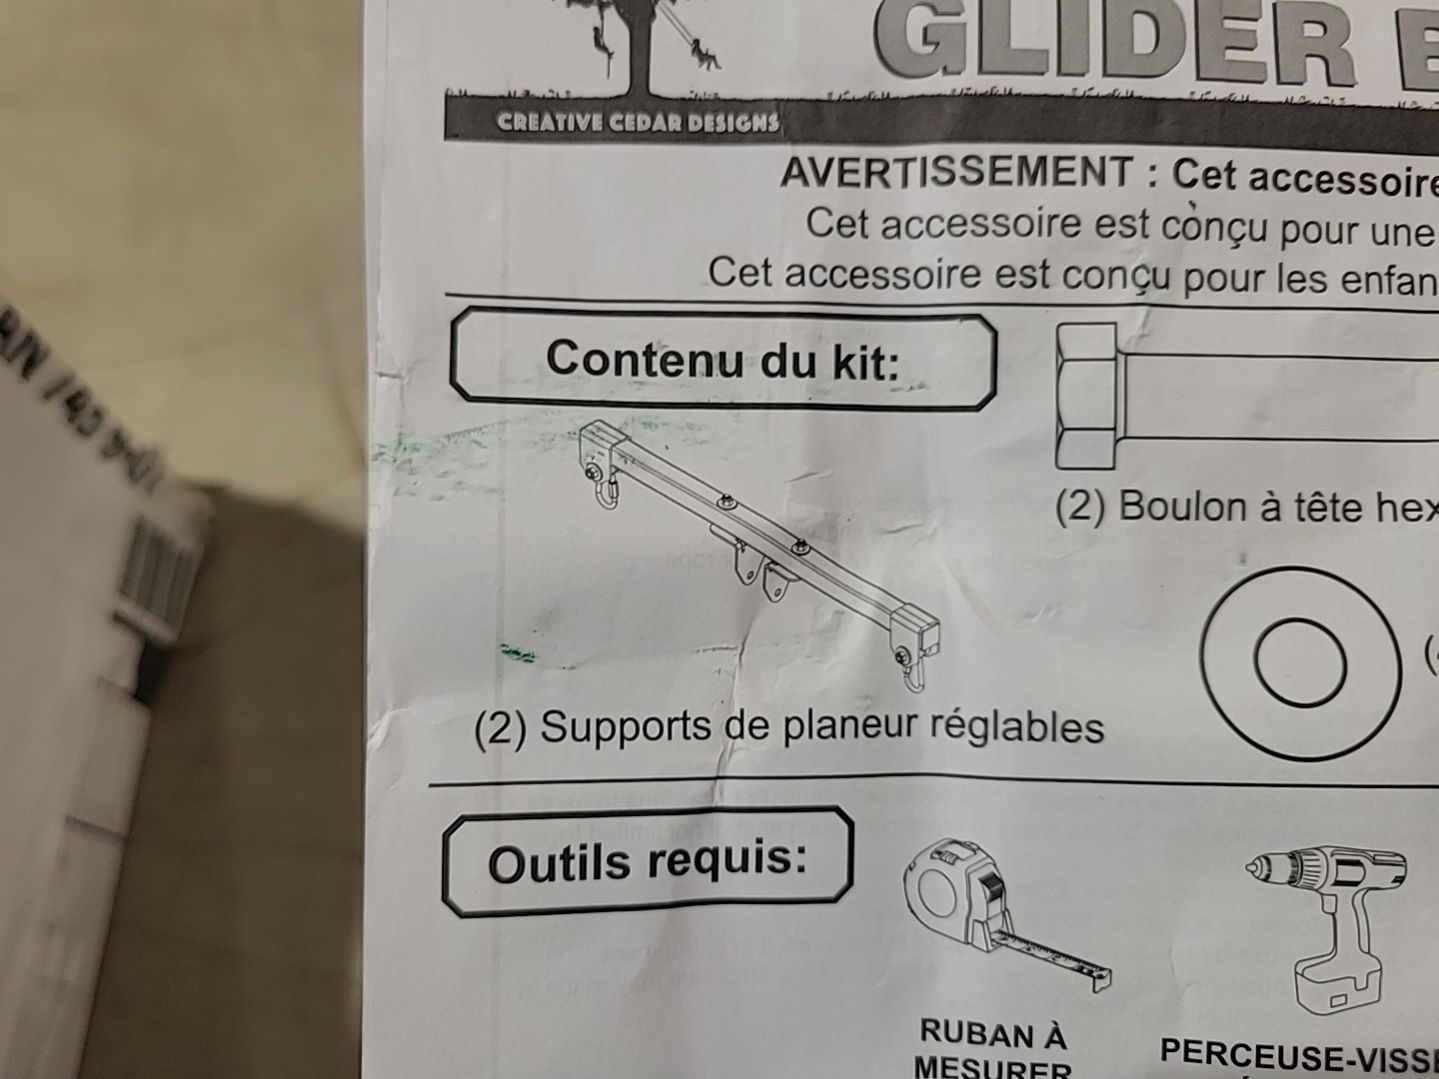 GLIDER
CREATIVE CEDAR DESIGNS
AVERTISSEMENT : Cet accessoire
Cet accessoire est conçu pour une
Cet accessoire est conçu pour les enfan
Contenu du kit:
(2) Boulon à tête hex
(2) Supports de planeur réglables
Outils requis:
RUBAN À
MESURER
PERCEUSE-VISSE